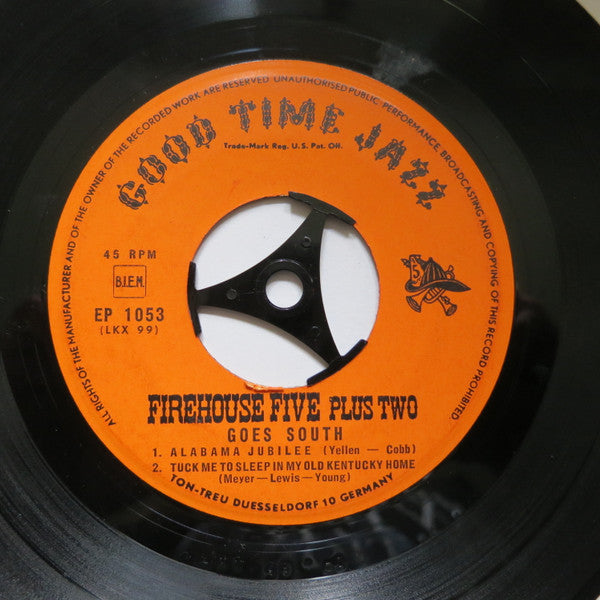 ALL RIGHTS OF THE MANUFACTURER AND OF THE OWNER OF THE RECORDED WORK ARE RESERVED UNAUTHORISED PUBLIC PERFORMANCE, BROADCASTING AND COPYING OF THIS RECORD PROHIBITED
GOOD TIME JAZZ
Trade-Mark Reg. U.S. Pat. Off.
45 RPM
B.I.E.M.
EP 1053
(LKX 99)
5
FIREHOUSE FIVE PLUS TWO
GOES SOUTH
1. ALABAMA JUBILEE (Yellen — Cobb)
2. TUCK ME TO SLEEP IN MY OLD KENTUCKY HOME
(Meyer — Lewis — Young)
TON-TREU DUESSELDORF 10 GERMANY